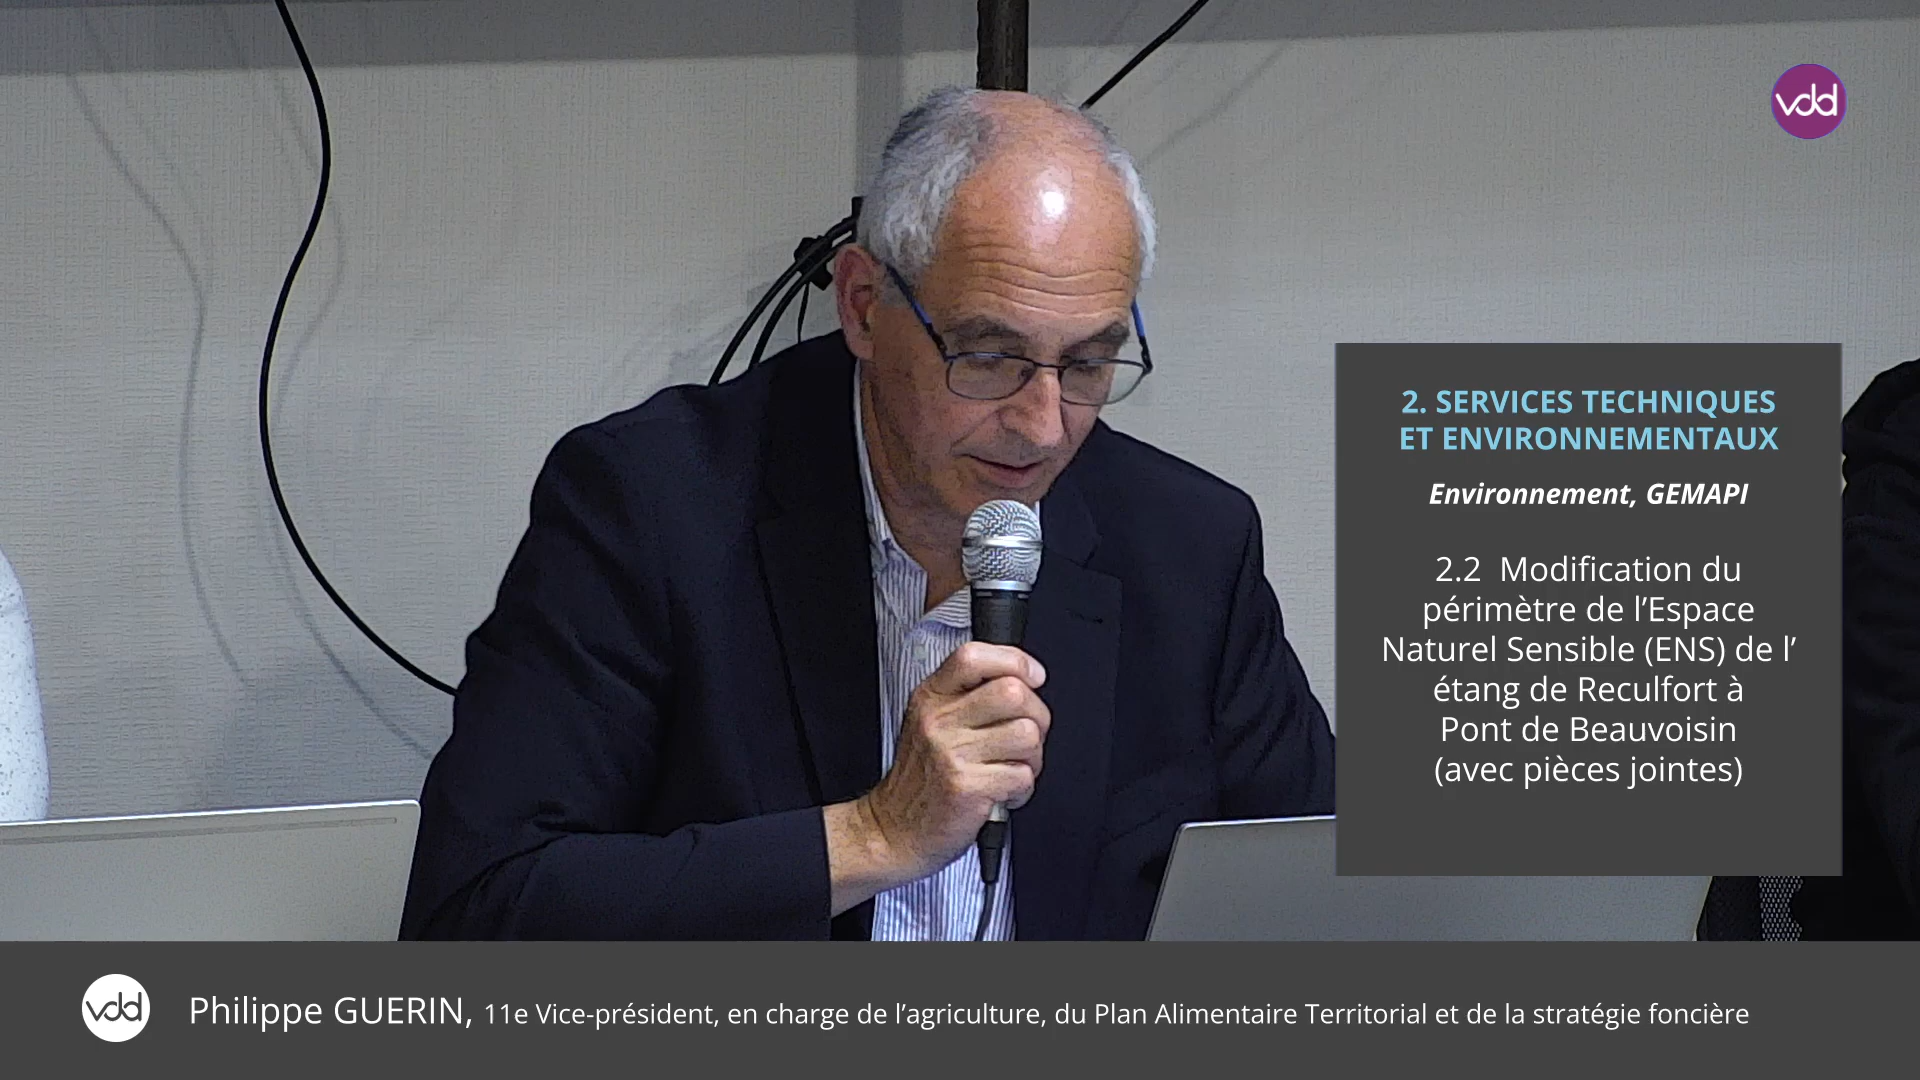 vdd
2. SERVICES TECHNIQUES
ET ENVIRONNEMENTAUX
Environnement, GEMAPI
2.2 Modification du
périmètre de l’Espace
Naturel Sensible (ENS) de l’
étang de Reculfort à
Pont de Beauvoisin
(avec pièces jointes)
vdd
Philippe GUERIN, 11e Vice-président, en charge de l’agriculture, du Plan Alimentaire Territorial et de la stratégie foncière